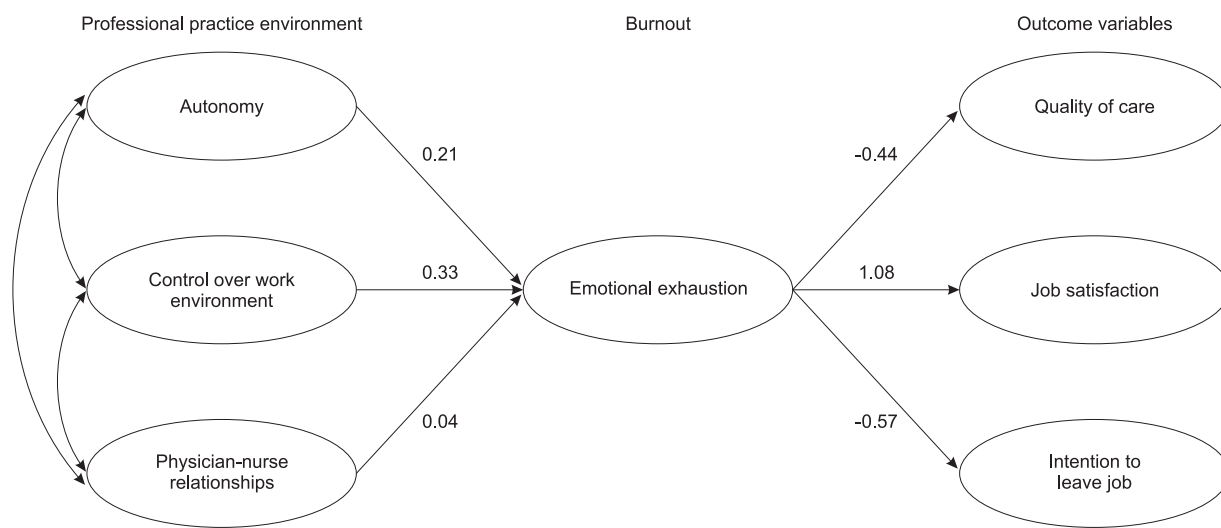 Professional practice environment
Burnout
Outcome variables
Autonomy
Quality of care
0.21
-0.44
Control over work
environment
0.33
Emotional exhaustion
1.08
Job satisfaction
0.04
-0.57
Physician-nurse
relationships
Intention to
leave job